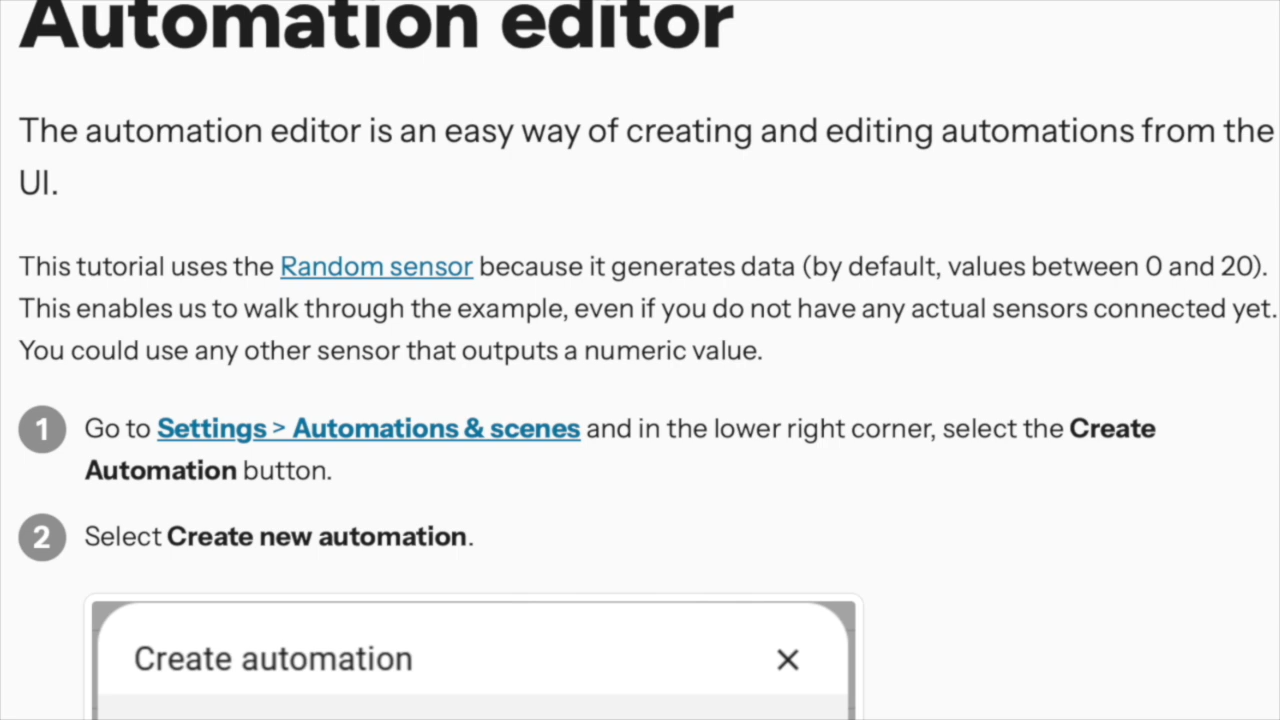 Automation editor
The automation editor is an easy way of creating and editing automations from the
UI.
This tutorial uses the Random sensor because it generates data (by default, values between 0 and 20).
This enables us to walk through the example, even if you do not have any actual sensors connected yet.
You could use any other sensor that outputs a numeric value.
1 Go to Settings > Automations & scenes and in the lower right corner, select the Create
Automation button.
2 Select Create new automation.
Create automation ×